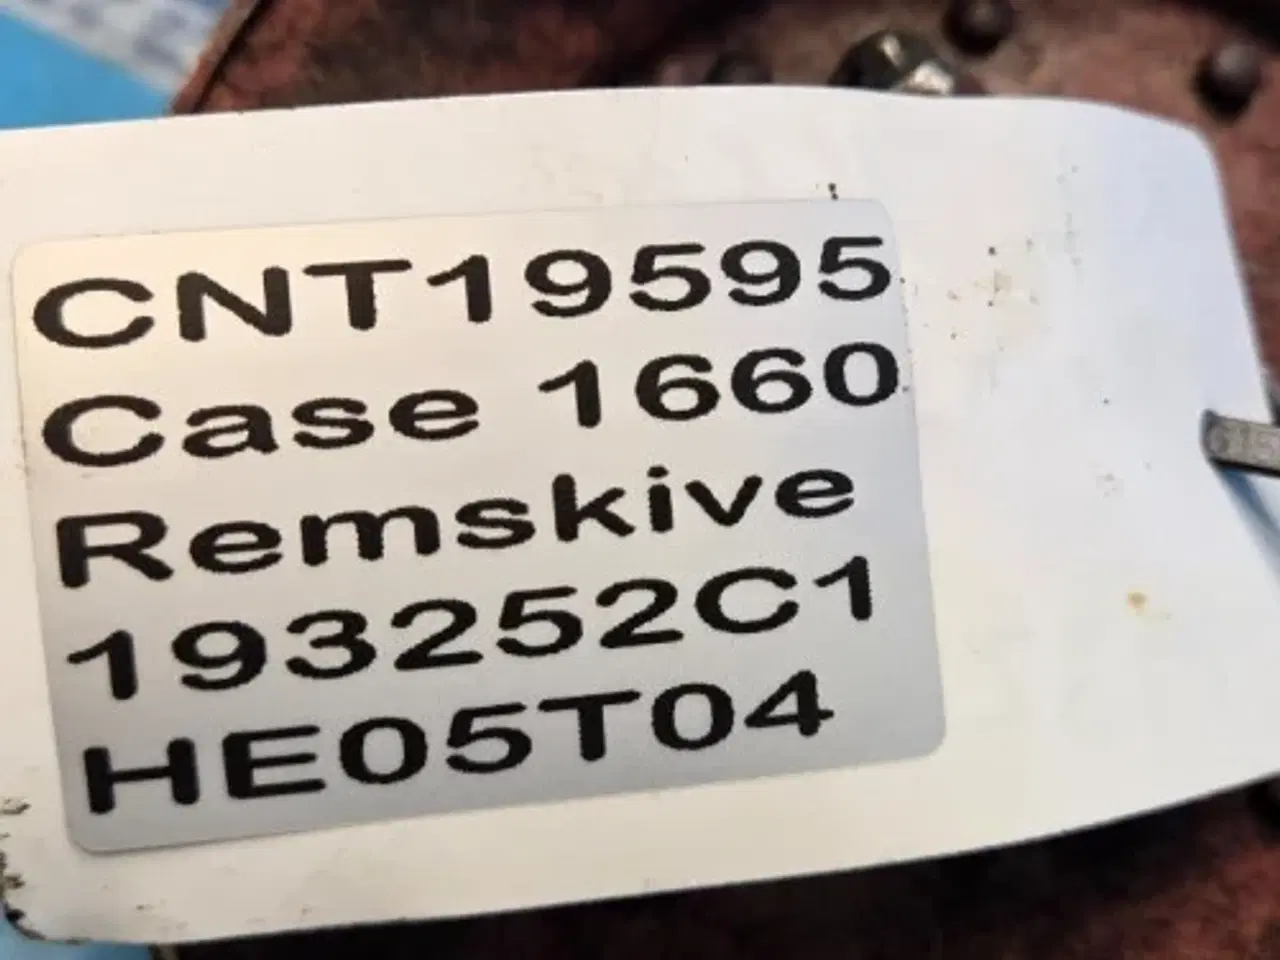 CNT19595
Case 1660
Remskive
193252C1
HE05T04